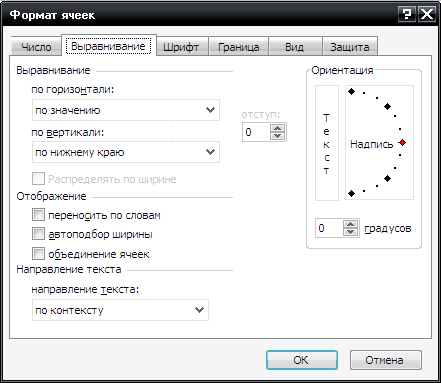 Формат ячеек
Число Выравнивание Шрифт Граница Вид Защита
Выравнивание
по горизонтали:
по значению
отступ:
по вертикали:
0
по нижнему краю
Распределять по ширине
Отображение
переносить по словам
автоподбор ширины
объединение ячеек
Направление текста
направление текста:
по контексту
Ориентация
Текст
Надпись
0 градусов
ОК Отмена